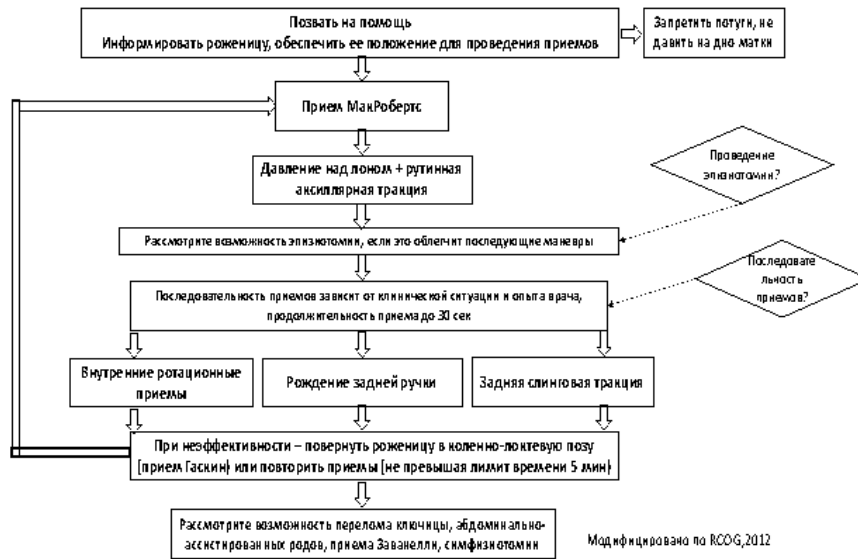 Позвать на помощь
Информировать роженицу, обеспечить ее положение для проведения приемов
Запретить потуги, не
давить на дно матки
Прием МакРобертс
Давление над лоном + рутинная
аксиллярная тракция
Проведение
эпизиотомии?
Рассмотрите возможность эпизиотомии, если это облегчит последующие маневры
Последовате
льность
приемов?
Последовательность приемов зависит от клинической ситуации и опыта врача,
продолжительность приема до 30 сек
Внутренние ротационные
приемы
Рождение задней ручки
Задняя слинговая тракция
При неэффективности – повернуть роженицу в коленно-локтевую позу
(прием Гаскин) или повторить приемы (не превышая лимит времени 5 мин)
Рассмотрите возможность перелома ключицы, абдоминально-
ассистированных родов, приема Заванелли, симфизиотомии
Модифицировано по RCOG,2012